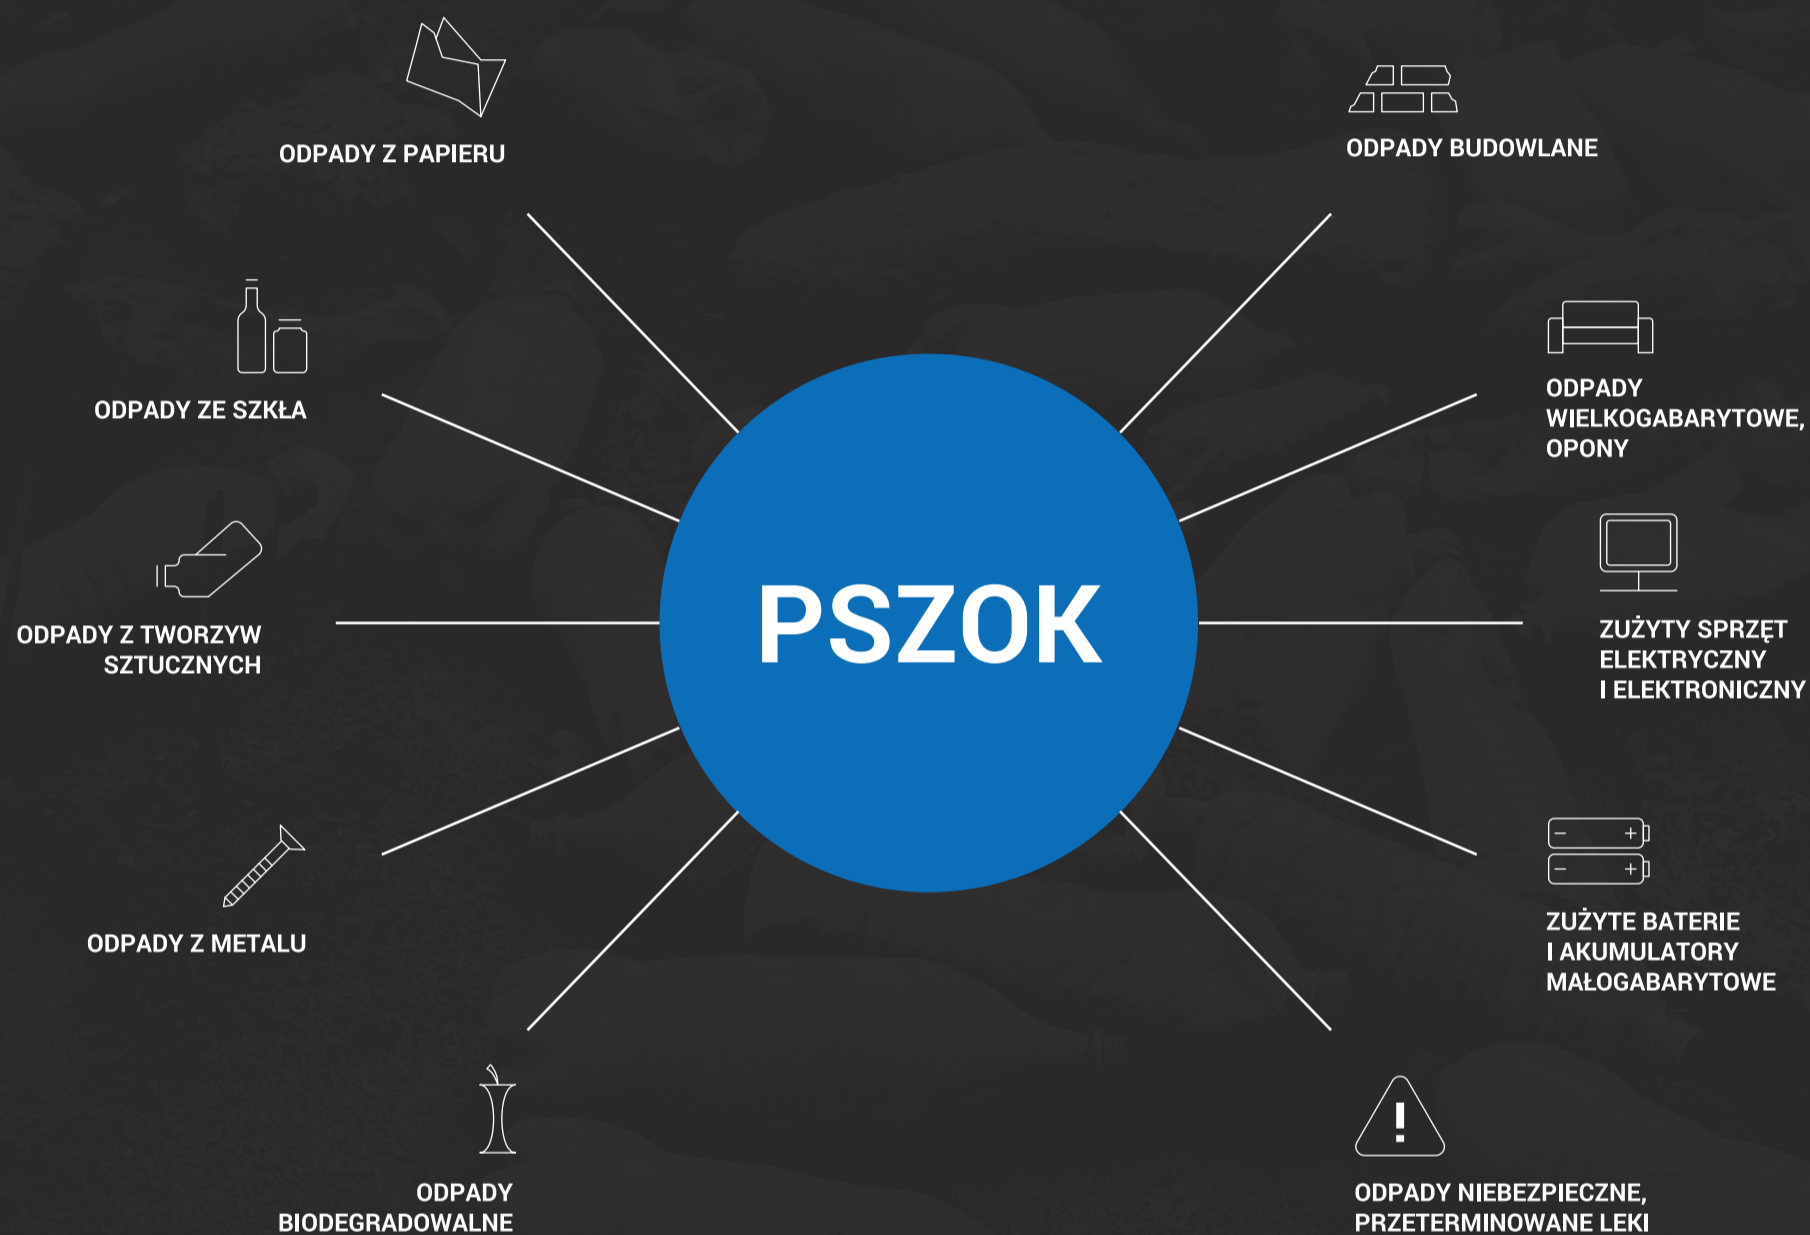 ODPADY Z PAPIERU
ODPADY BUDOWLANE
ODPADY ZE SZKŁA
ODPADY
WIELKOGABARYTOWE,
OPONY
PSZOK
ODPADY Z TWORZYW
SZTUCZNYCH
ZUŻYTY SPRZĘT
ELEKTRYCZNY
I ELEKTRONICZNY
ODPADY Z METALU
ZUŻYTE BATERIE
I AKUMULATORY
MAŁOGABARYTOWE
ODPADY
BIODEGRADOWALNE
ODPADY NIEBEZPIECZNE,
PRZETERMINOWANE LEKI